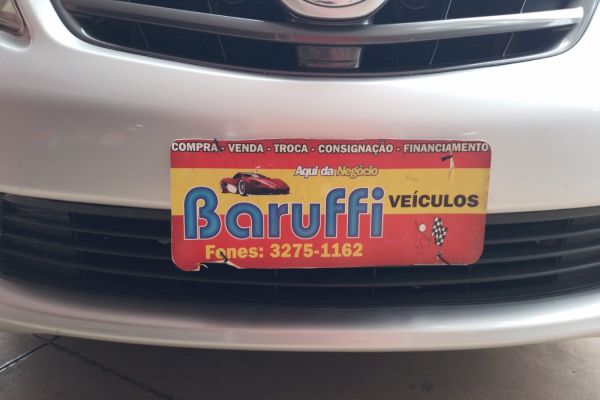 COMPRA - VENDA - TROCA - CONSIGNAÇÃO - FINANCIAMENTO
Aqui da Negócio
Baruffi VEÍCULOS
Fones: 3275-1162